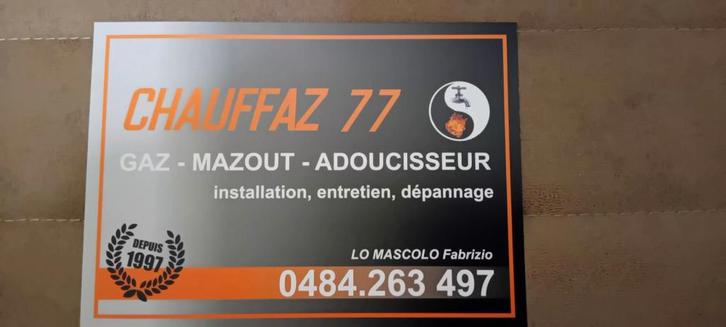 CHAUFFAZ 77
GAZ - MAZOUT - ADOUCISSEUR
installation, entretien, dépannage
DEPUIS
1997
LO MASCOLO Fabrizio
0484.263 497